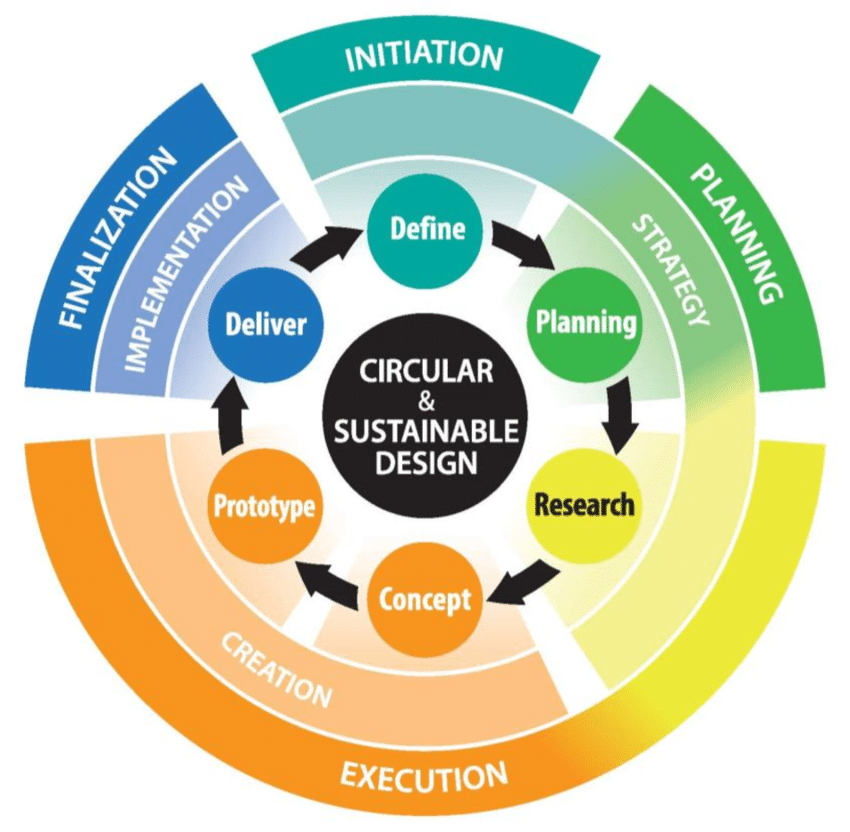 INITIATION
PLANNING
EXECUTION
FINALIZATION
STRATEGY
CREATION
IMPLEMENTATION
Define
Planning
Research
Concept
Prototype
Deliver
CIRCULAR
&
SUSTAINABLE
DESIGN